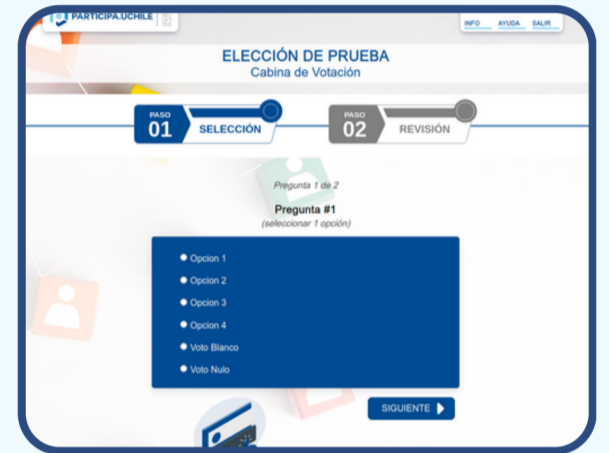 PARTICIPA.UCHILE
INFO AYUDA SALIR
ELECCIÓN DE PRUEBA
Cabina de Votación
PASO
01
SELECCIÓN
PASO
02
REVISIÓN
Pregunta 1 de 2
Pregunta #1
(seleccionar 1 opción)
Opcion 1
Opcion 2
Opcion 3
Opcion 4
Voto Blanco
Voto Nulo
SIGUIENTE